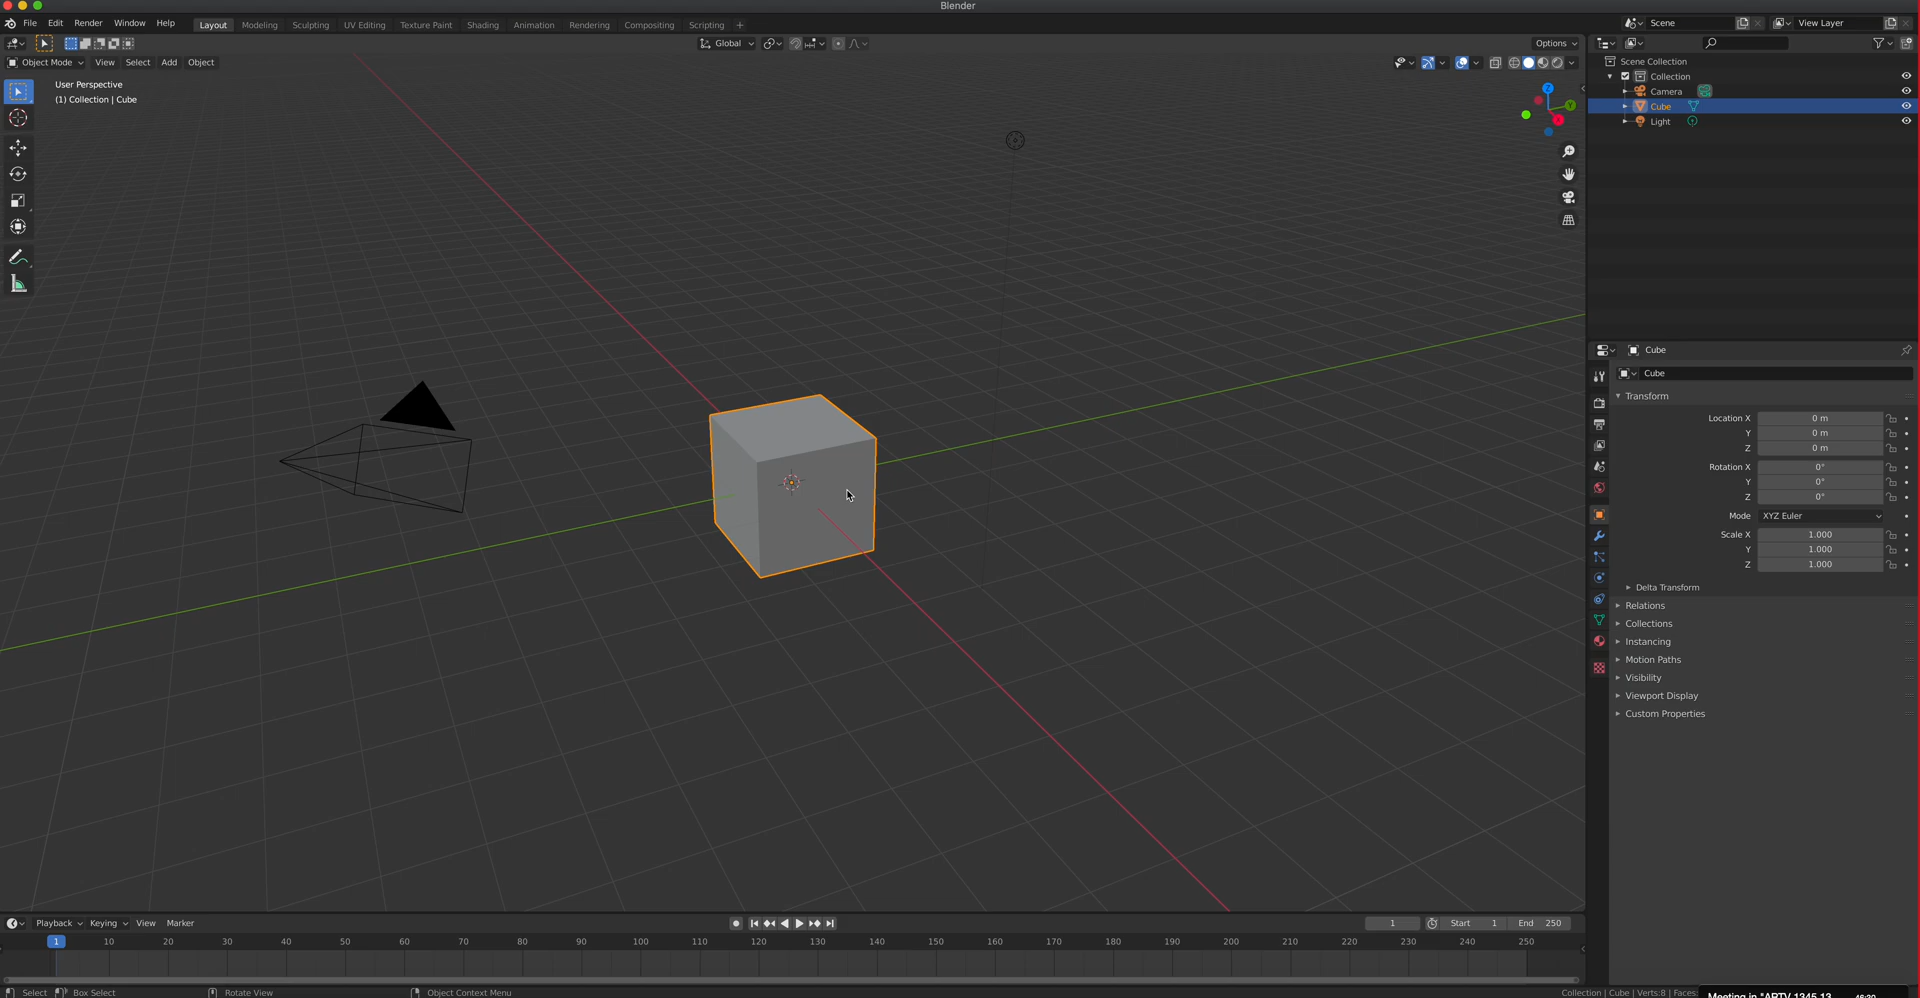 Blender
File Edit Render Window Help Layout Modeling Sculpting UV Editing Texture Paint Shading Animation Rendering Compositing Scripting + Scene View Layer
Global Options
Object Mode View Select Add Object
User Perspective
(1) Collection | Cube
Z
Y
X
Scene Collection
Collection
Camera
Cube
Light
Cube
Cube
Transform
Location X 0 m
Y 0 m
Z 0 m
Rotation X 0°
Y 0°
Z 0°
Mode XYZ Euler
Scale X 1.000
Y 1.000
Z 1.000
Delta Transform
Relations
Collections
Instancing
Motion Paths
Visibility
Viewport Display
Custom Properties
Playback Keying View Marker 1 Start 1 End 250
1 10 20 30 40 50 60 70 80 90 100 110 120 130 140 150 160 170 180 190 200 210 220 230 240 250
Select Box Select Rotate View Object Context Menu Collection | Cube | Verts:8 | Faces:
Meeting in "ARTV 1345 13